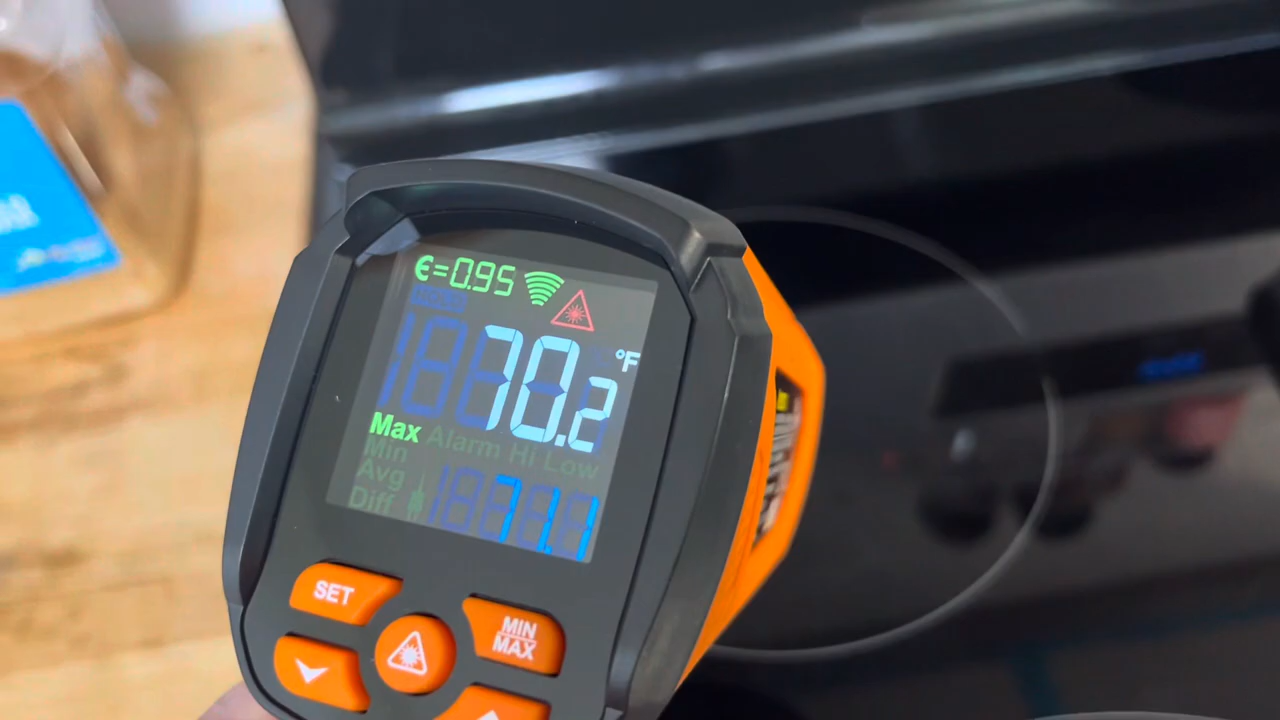 €=0.95
70.2 °F
Max Alarm Hi Low
Min
Avg
Diff 71.1
SET
MIN
MAX